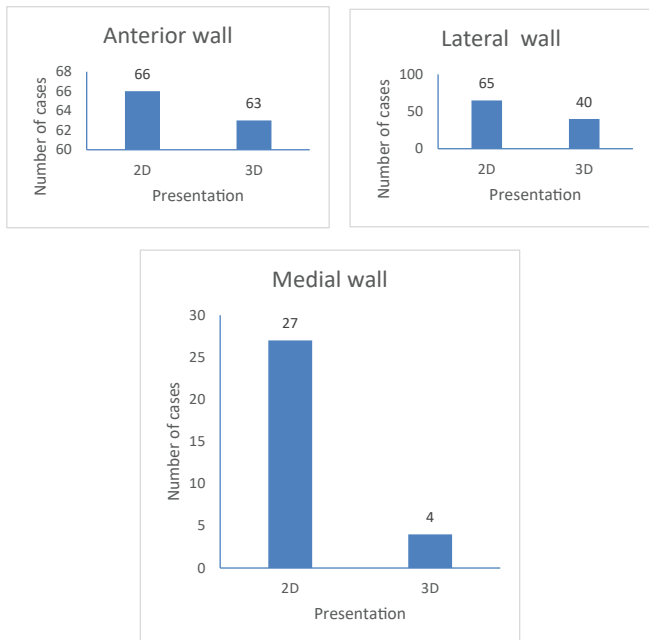 Anterior wall
Number of cases
68
66
64
62
60
66
63
2D
3D
Presentation
Lateral wall
Number of cases
100
50
0
65
40
2D
3D
Presentation
Medial wall
Number of cases
30
25
20
15
10
5
0
27
4
2D
3D
Presentation